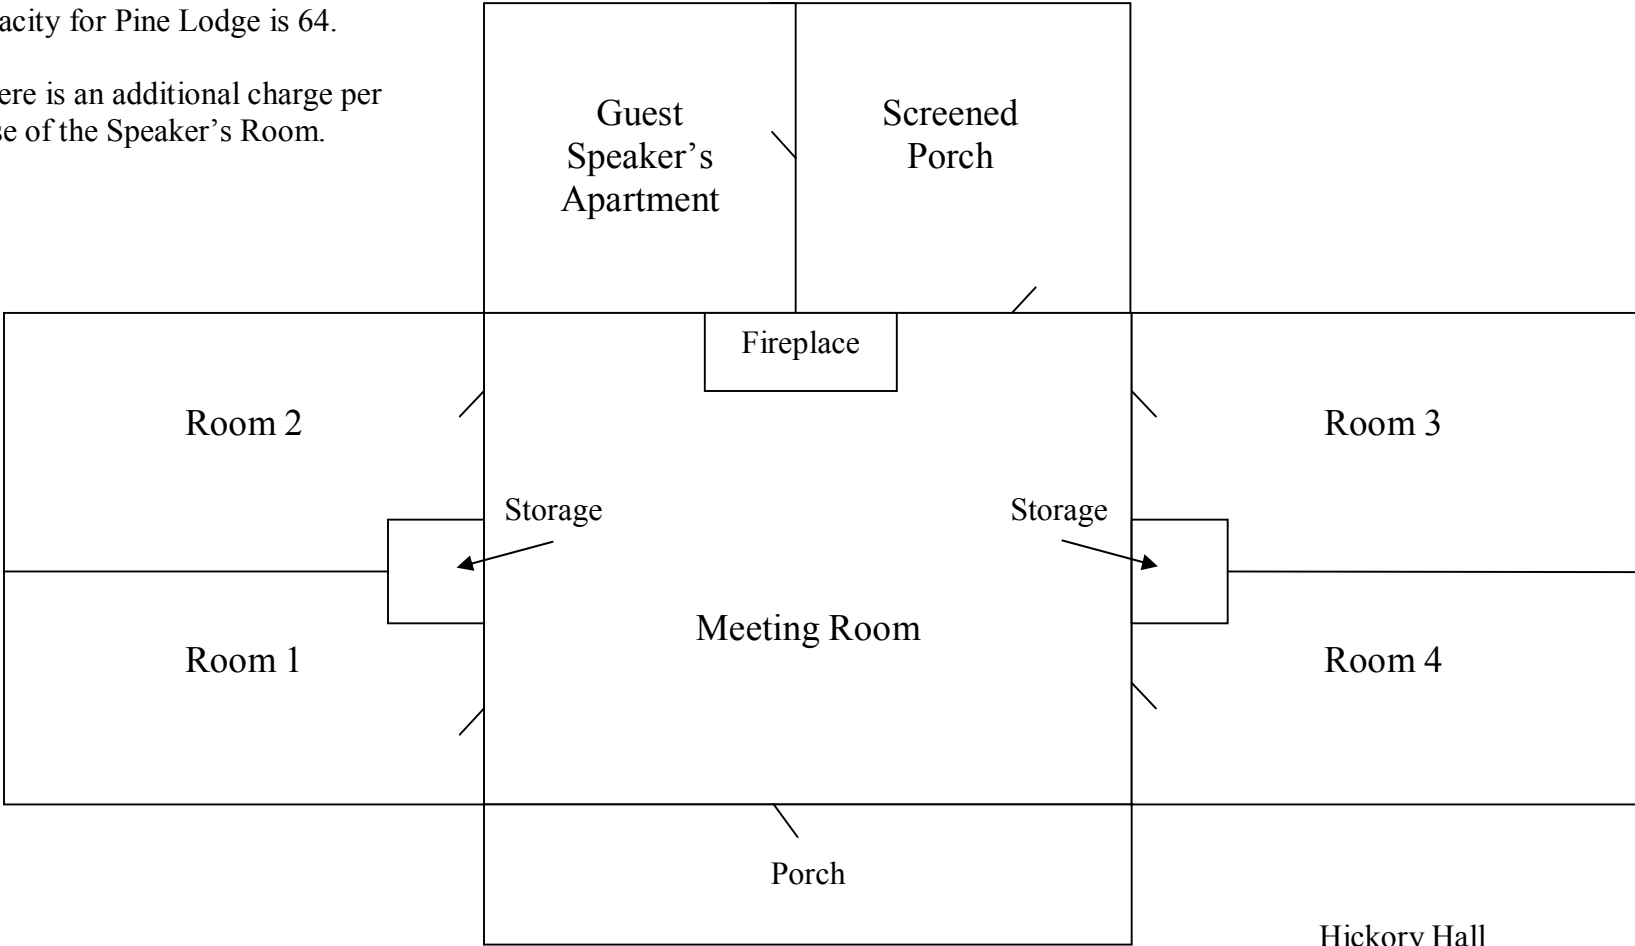 acity for Pine Lodge is 64.
ere is an additional charge per
se of the Speaker’s Room.
Guest
Speaker’s
Apartment
Screened
Porch
Fireplace
Room 2
Room 3
Storage
Storage
Meeting Room
Room 1
Room 4
Porch
Hickory Hall